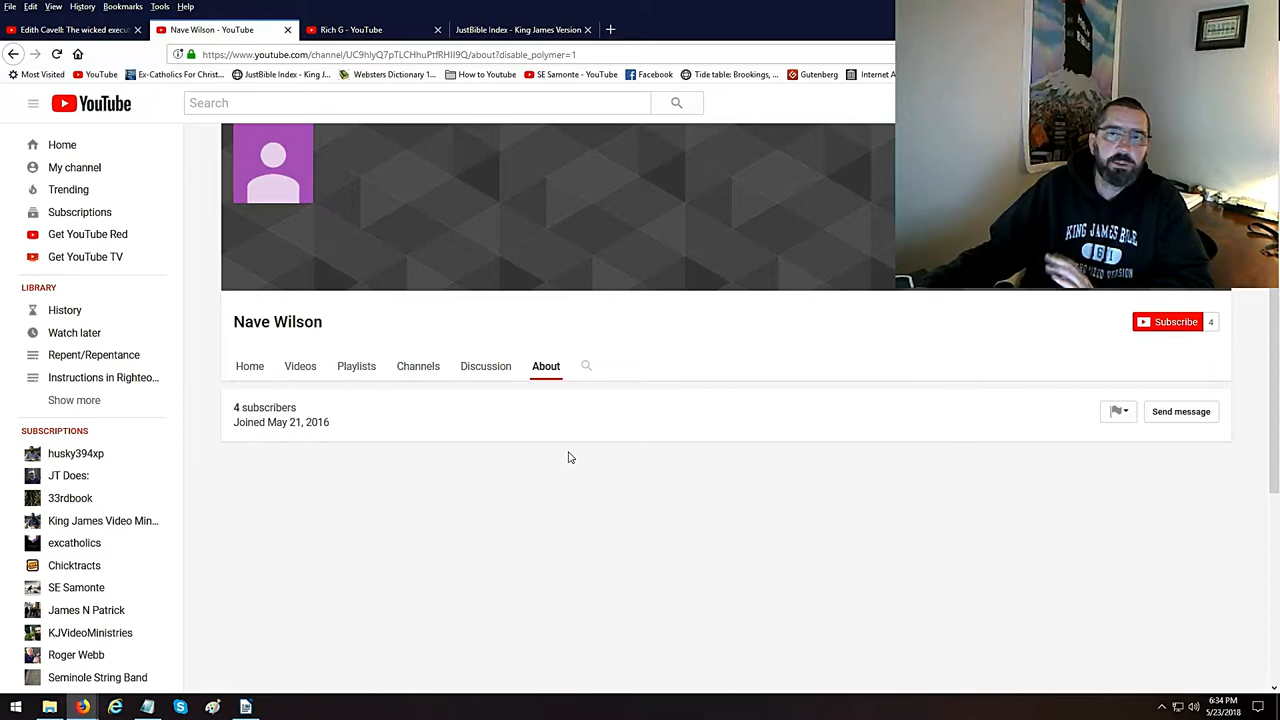 File Edit View History Bookmarks Tools Help
Edith Cavell: The wicked execu
Nave Wilson - YouTube
Rich G - YouTube
JustBible Index - King James Version
https://www.youtube.com/channel/UC9hlyQ7pTLCHhuPtfRHII9Q/about?disable_polymer=1
Most Visited YouTube Ex-Catholics For Christ... JustBible Index - King J... Websters Dictionary 1... How to Youtube SE Samonte - YouTube Facebook Tide table: Brookings, ... Gutenberg Internet A
YouTube
Search
Home
My channel
Trending
Subscriptions
Get YouTube Red
Get YouTube TV
LIBRARY
History
Watch later
Repent/Repentance
Instructions in Righteo...
Show more
SUBSCRIPTIONS
husky394xp
JT Does:
33rdbook
King James Video Min...
excatholics
Chicktracts
SE Samonte
James N Patrick
KJVideoMinistries
Roger Webb
Seminole String Band
Nave Wilson
Subscribe 4
Home Videos Playlists Channels Discussion About
4 subscribers
Joined May 21, 2016
Send message
KING JAMES BIBLE
VERSION
6:34 PM
5/23/2018